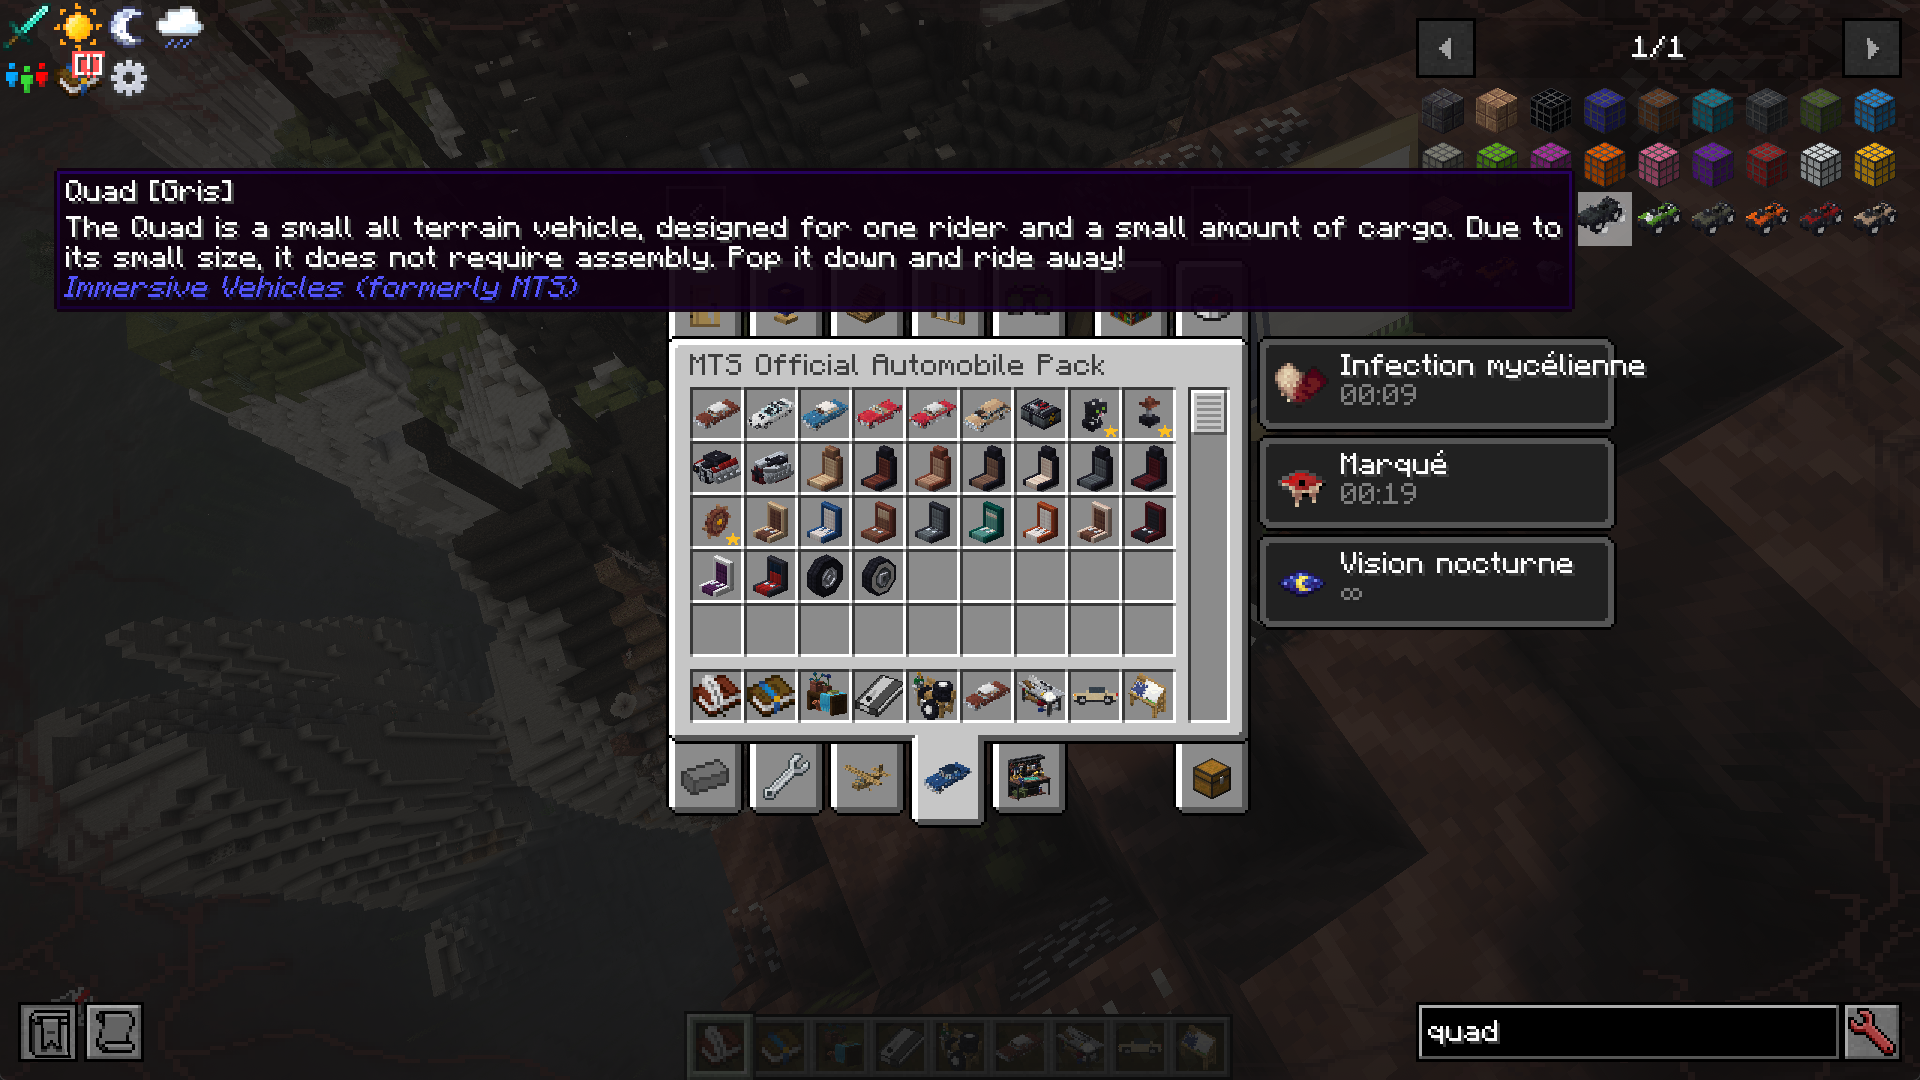 1/1
Quad [Gris]
The Quad is a small all terrain vehicle, designed for one rider and a small amount of cargo. Due to
its small size, it does not require assembly. Pop it down and ride away!
Immersive Vehicles (formerly MTS)
MTS Official Automobile Pack
Infection mycélienne
00:09
Marqué
00:19
Vision nocturne
∞
quad